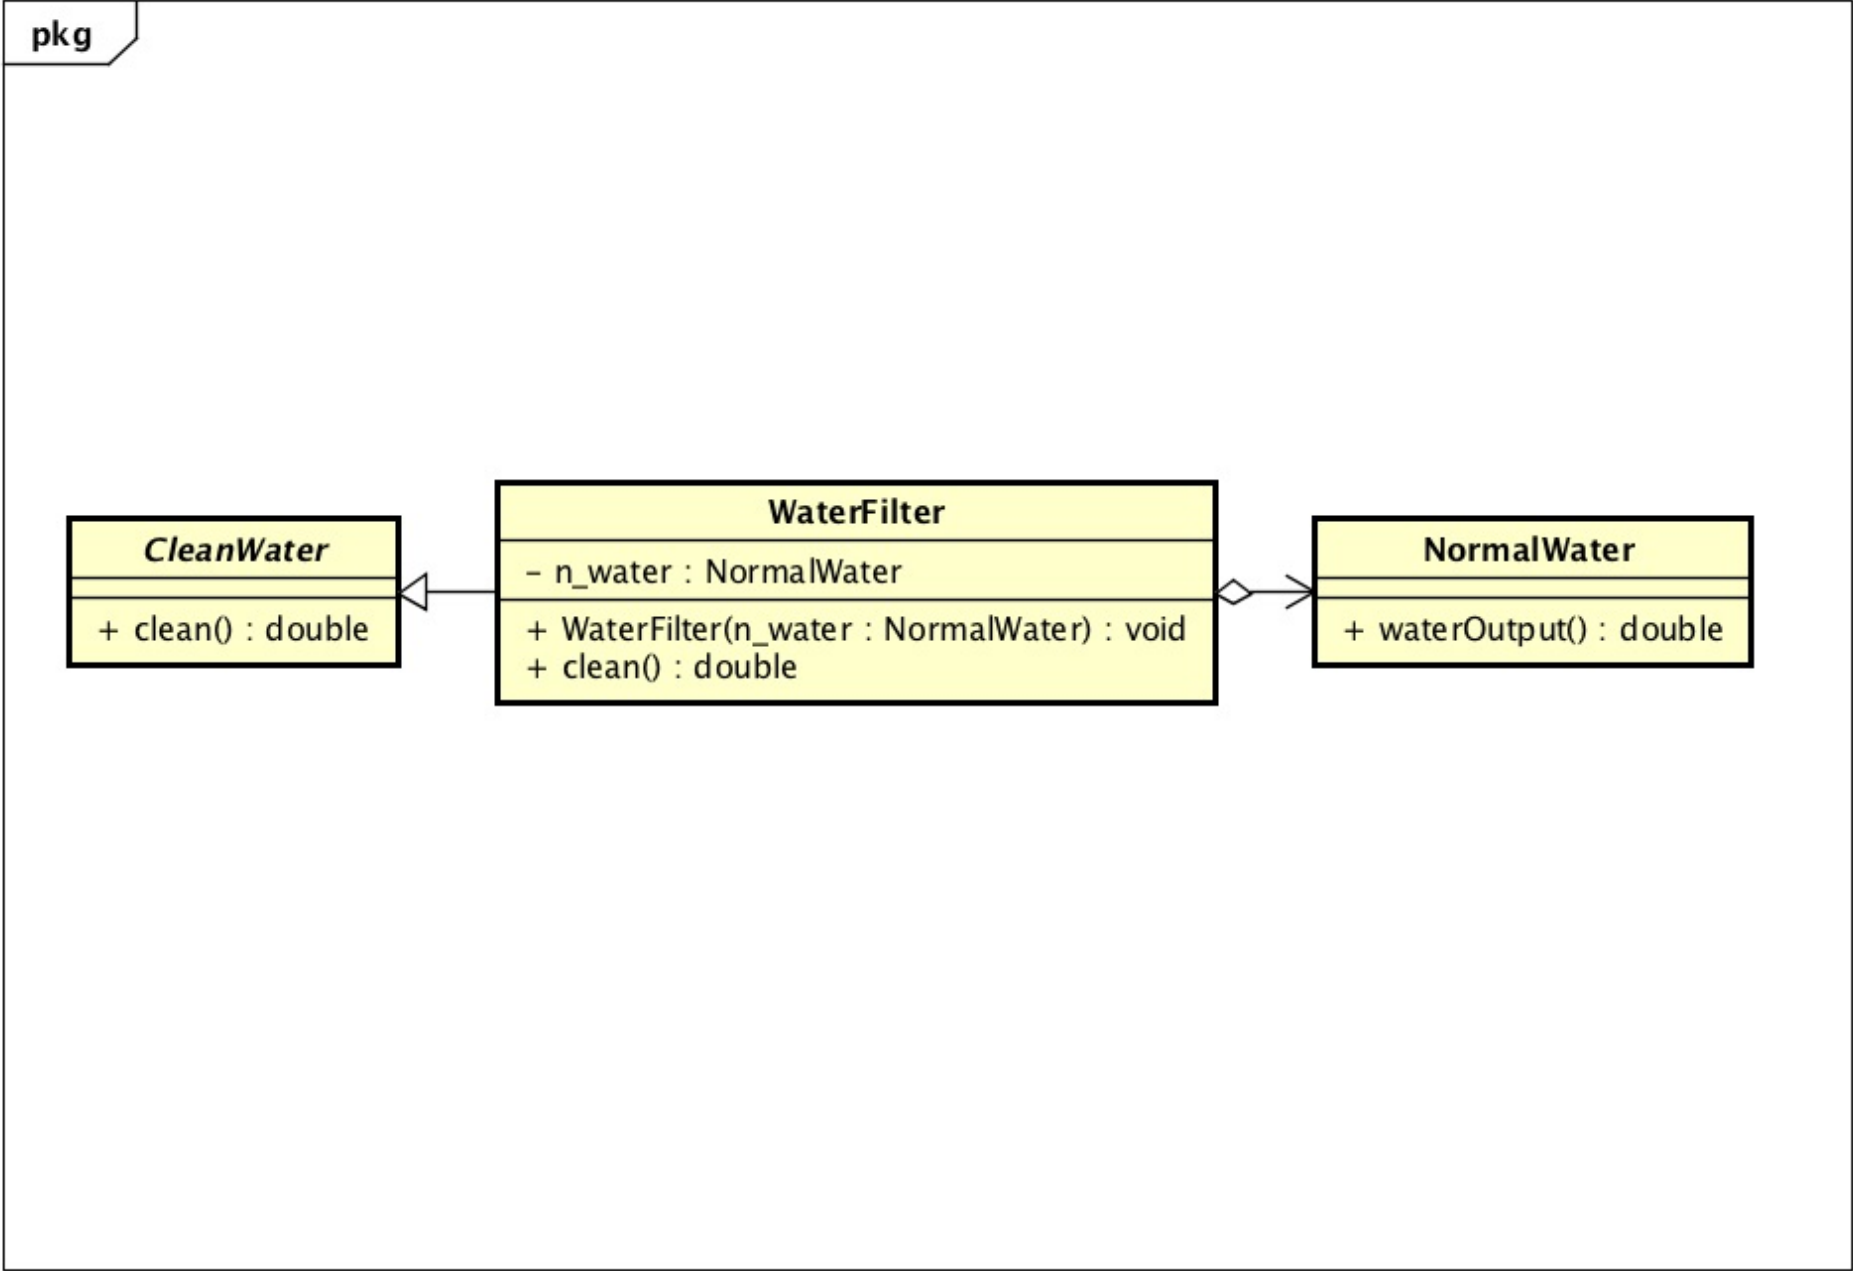 pkg
CleanWater
+ clean() : double
WaterFilter
- n_water : NormalWater
+ WaterFilter(n_water : NormalWater) : void
+ clean() : double
NormalWater
+ waterOutput() : double